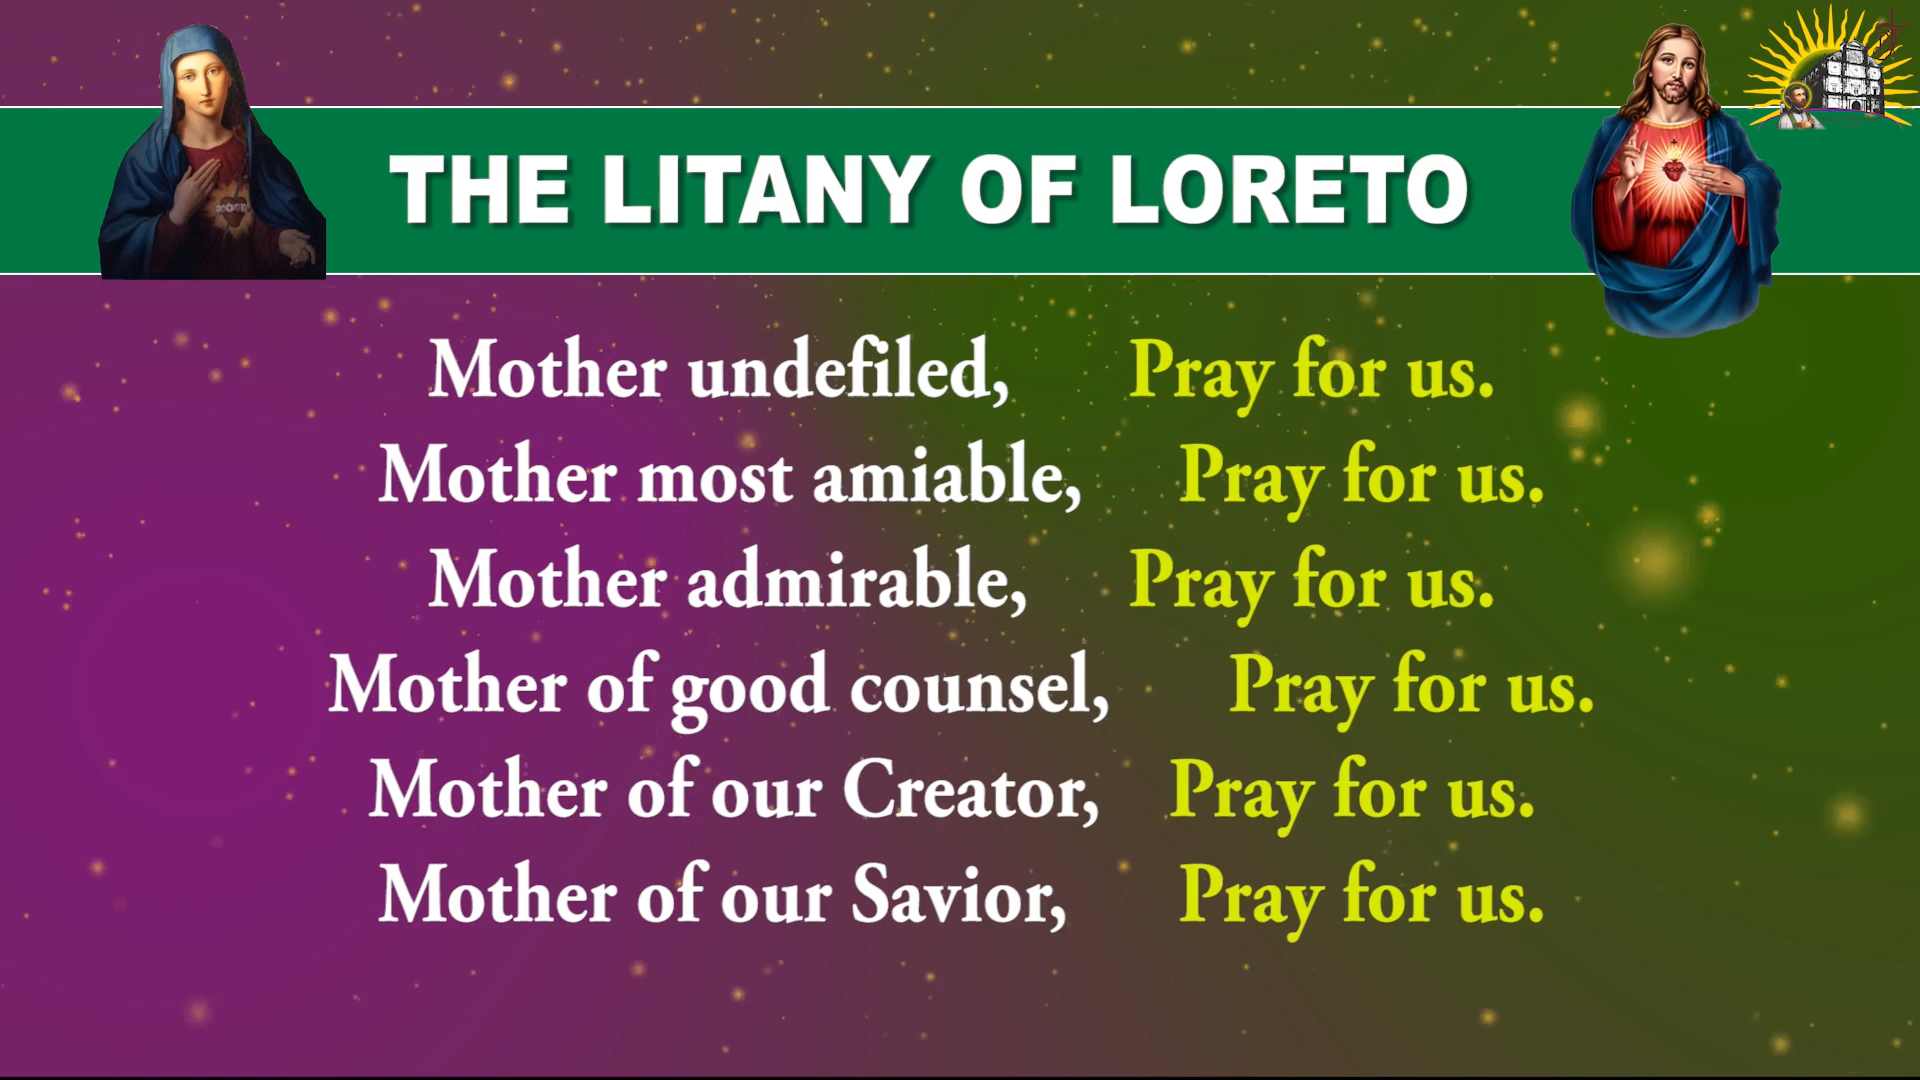 THE LITANY OF LORETO
Mother undefiled, Pray for us.
Mother most amiable, Pray for us.
Mother admirable, Pray for us.
Mother of good counsel, Pray for us.
Mother of our Creator, Pray for us.
Mother of our Savior, Pray for us.